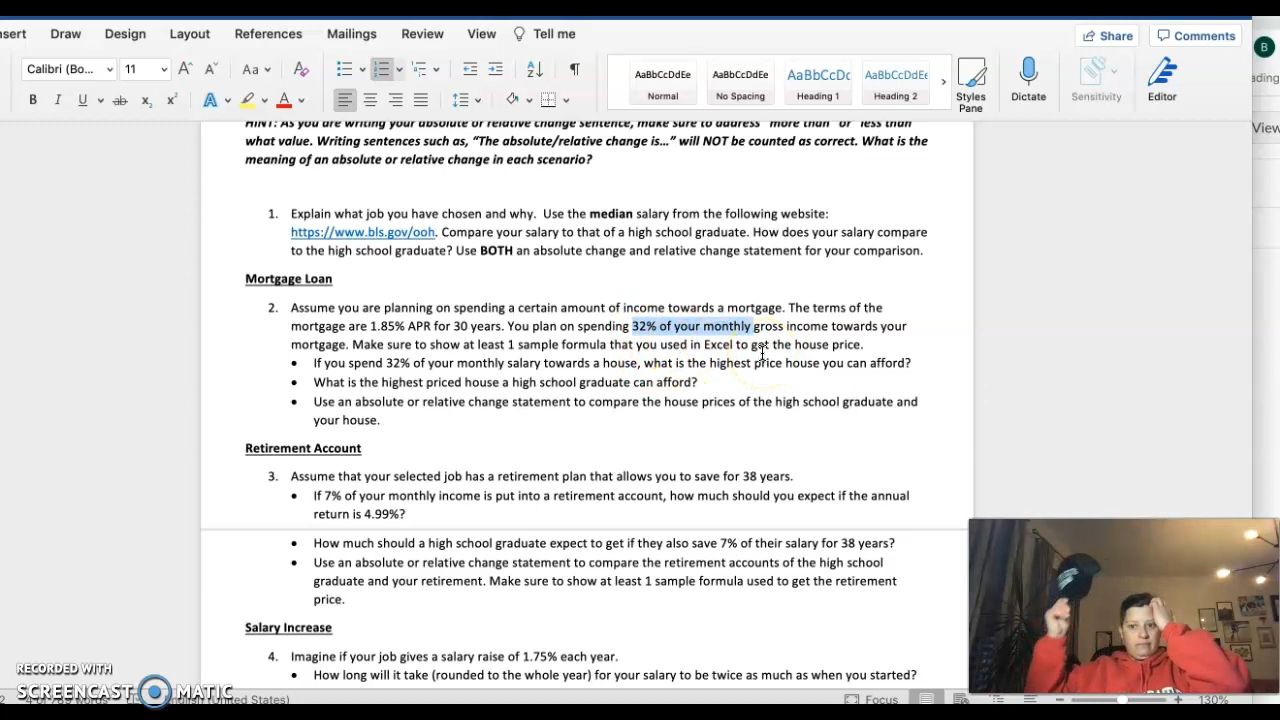 nsert Draw Design Layout References Mailings Review View Tell me Share Comments
B
Calibri (Bo... 11 Aa
AaBbCcDdEe AaBbCcDdEe AaBbCcDc AaBbCcDdEe
Normal No Spacing Heading 1 Heading 2
Styles Pane Dictate Sensitivity Editor
ading
View
HINT: As you are writing your absolute or relative change sentence, make sure to address "more than" or "less than"
what value. Writing sentences such as, "The absolute/relative change is…" will NOT be counted as correct. What is the
meaning of an absolute or relative change in each scenario?
1. Explain what job you have chosen and why. Use the median salary from the following website:
https://www.bls.gov/ooh. Compare your salary to that of a high school graduate. How does your salary compare
to the high school graduate? Use BOTH an absolute change and relative change statement for your comparison.
Mortgage Loan
2. Assume you are planning on spending a certain amount of income towards a mortgage. The terms of the
mortgage are 1.85% APR for 30 years. You plan on spending 32% of your monthly gross income towards your
mortgage. Make sure to show at least 1 sample formula that you used in Excel to get the house price.
• If you spend 32% of your monthly salary towards a house, what is the highest price house you can afford?
• What is the highest priced house a high school graduate can afford?
• Use an absolute or relative change statement to compare the house prices of the high school graduate and
your house.
Retirement Account
3. Assume that your selected job has a retirement plan that allows you to save for 38 years.
• If 7% of your monthly income is put into a retirement account, how much should you expect if the annual
return is 4.99%?
• How much should a high school graduate expect to get if they also save 7% of their salary for 38 years?
• Use an absolute or relative change statement to compare the retirement accounts of the high school
graduate and your retirement. Make sure to show at least 1 sample formula used to get the retirement
price.
Salary Increase
4. Imagine if your job gives a salary raise of 1.75% each year.
• How long will it take (rounded to the whole year) for your salary to be twice as much as when you started?
RECORDED WITH
SCREENCAST MATIC
English (United States) Focus 130%